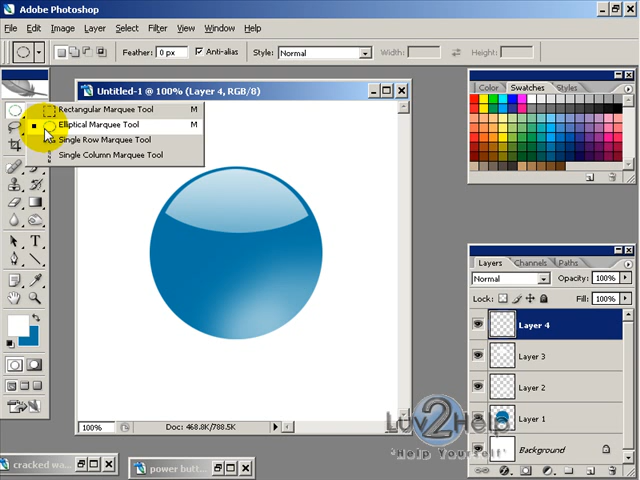 Adobe Photoshop
File Edit Image Layer Select Filter View Window Help
Feather: 0 px Anti-alias Style: Normal Width: Height:
Untitled-1 @ 100% (Layer 4, RGB/8)
Rectangular Marquee Tool M
Elliptical Marquee Tool M
Single Row Marquee Tool
Single Column Marquee Tool
Color Swatches Styles
Layers Channels Paths
Normal Opacity: 100%
Lock: Fill: 100%
Layer 4
Layer 3
Layer 2
Layer 1
Background
100% Doc: 468.8K/788.5K
Luv2Help
"Help Yourself"
cracked wa...
power butt...